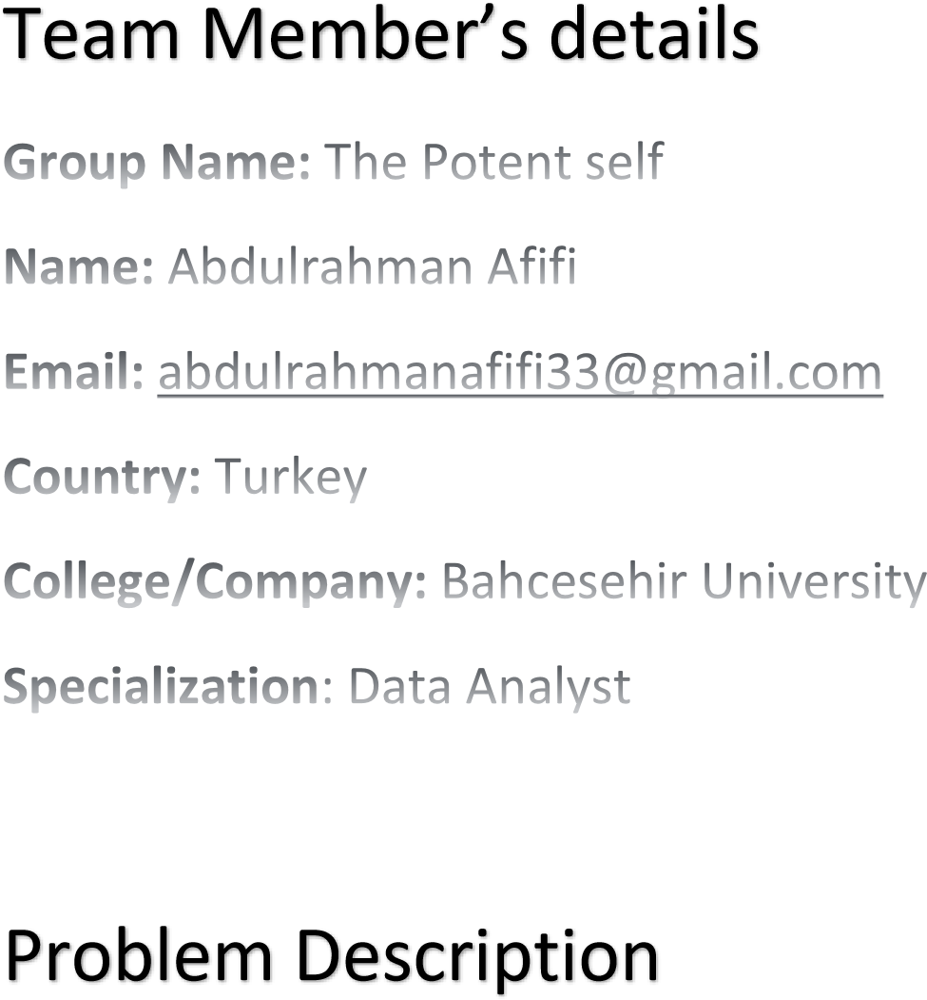 Team Member’s details
Group Name: The Potent self
Name: Abdulrahman Afifi
Email: abdulrahmanafifi33@gmail.com
Country: Turkey
College/Company: Bahcesehir University
Specialization: Data Analyst
Problem Description